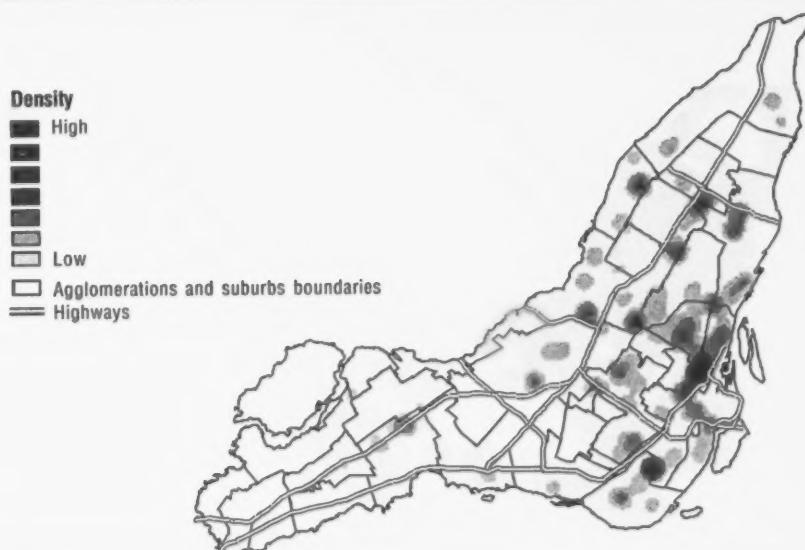 Density
High
Low
Agglomerations and suburbs boundaries
Highways